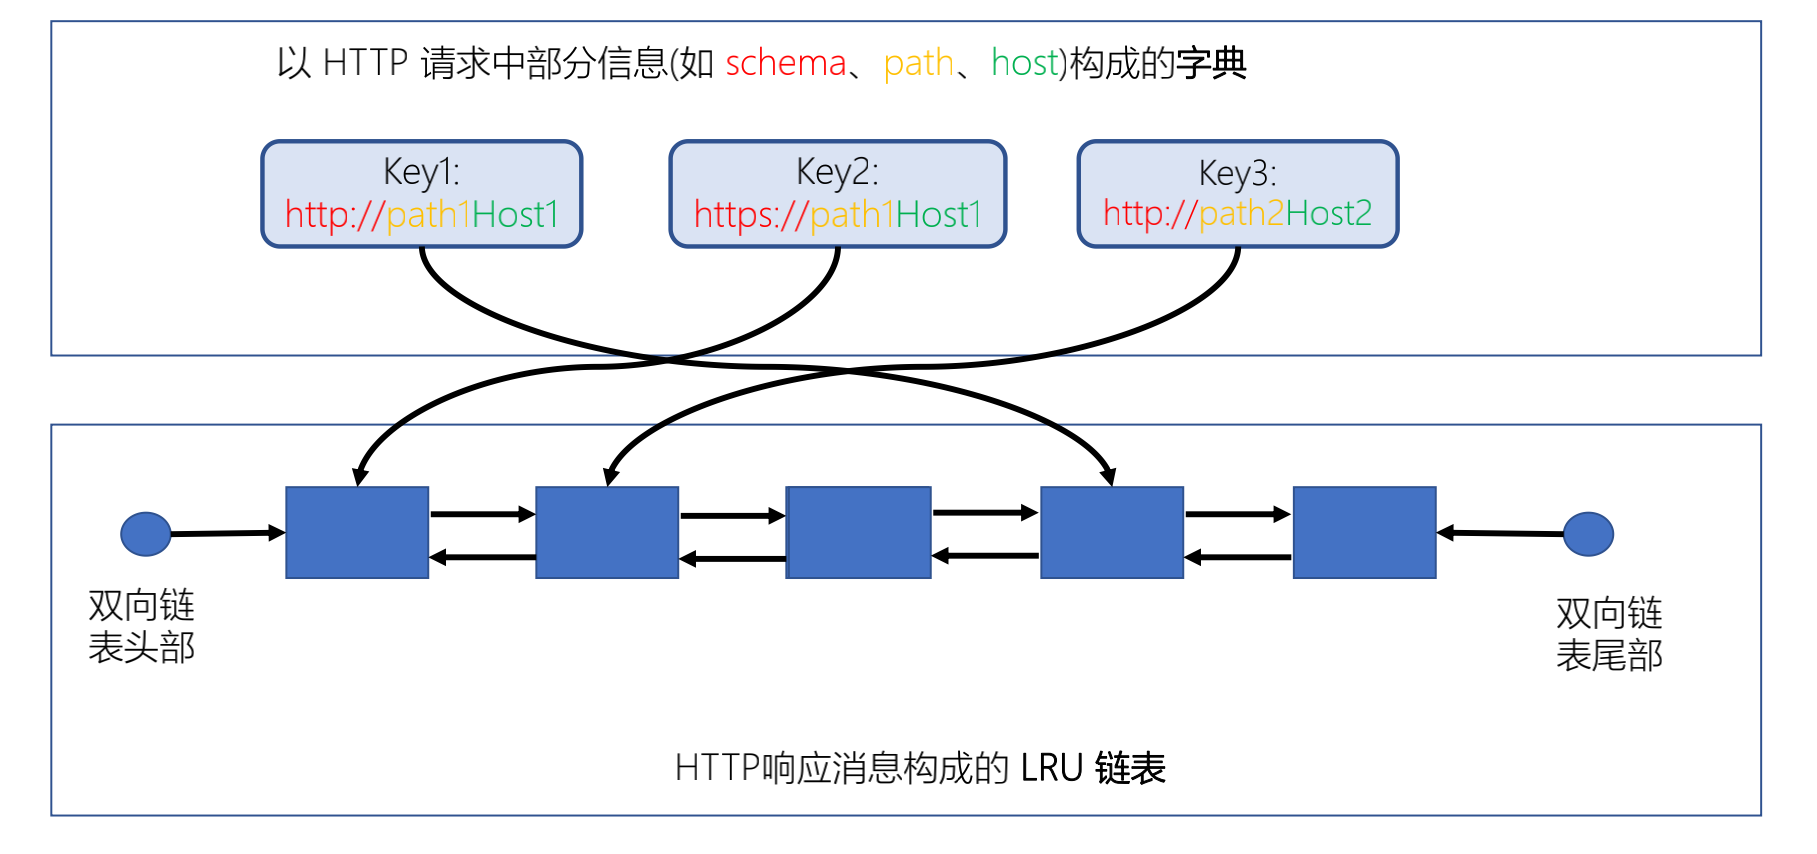 以 HTTP 请求中部分信息(如 schema、path、host)构成的字典
Key1:
http://path1Host1
Key2:
https://path1Host1
Key3:
http://path2Host2
双向链
表头部
双向链
表尾部
HTTP响应消息构成的 LRU 链表